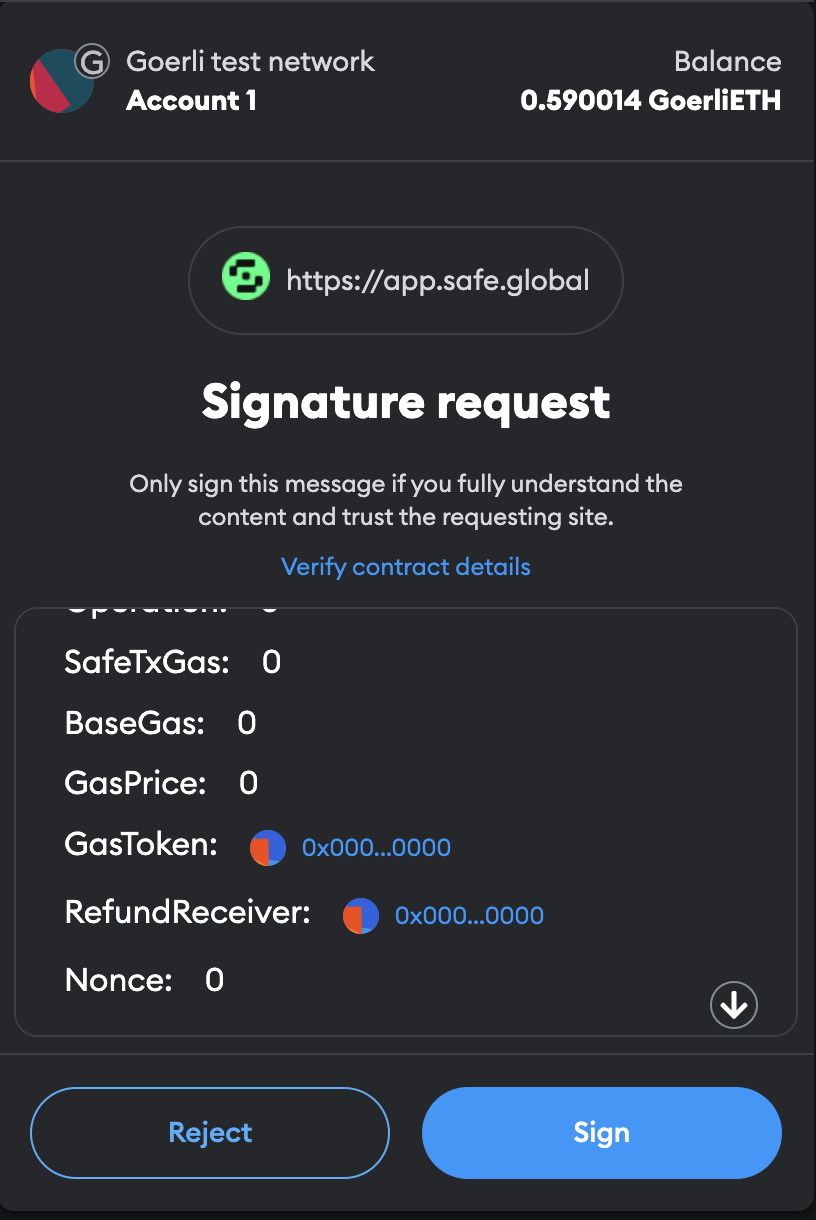 G
Goerli test network
Balance
Account 1
0.590014 GoerliETH
https://app.safe.global
Signature request
Only sign this message if you fully understand the
content and trust the requesting site.
Verify contract details
Operation: 0
SafeTxGas: 0
BaseGas: 0
GasPrice: 0
GasToken: 0x000...0000
RefundReceiver: 0x000...0000
Nonce: 0
Reject
Sign